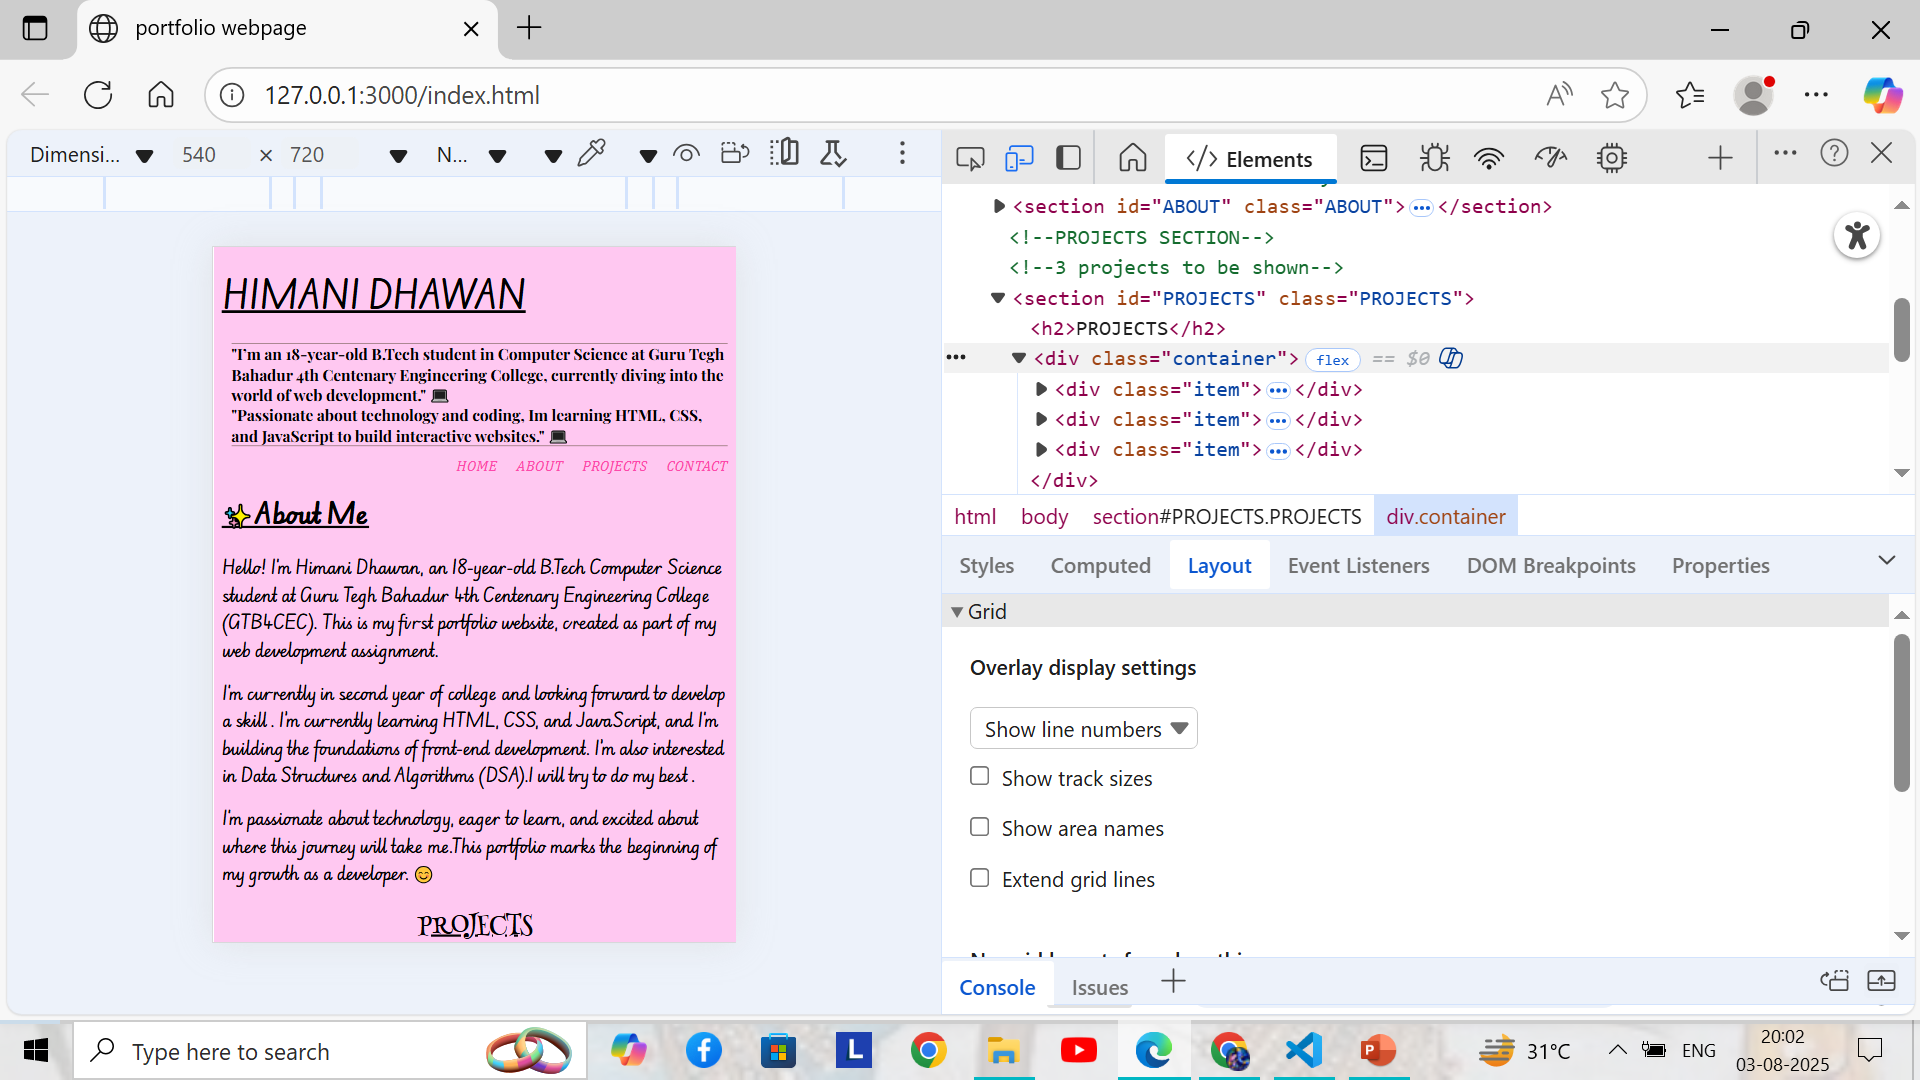 portfolio webpage
127.0.0.1:3000/index.html
Dimensi... 540 × 720 N...
HIMANI DHAWAN
"I'm an 18-year-old B.Tech student in Computer Science at Guru Tegh
Bahadur 4th Centenary Engineering College, currently diving into the
world of web development." 💻
"Passionate about technology and coding, Im learning HTML, CSS,
and JavaScript to build interactive websites." 💻
HOME ABOUT PROJECTS CONTACT
✨About Me
Hello! I'm Himani Dhawan, an 18-year-old B.Tech Computer Science
student at Guru Tegh Bahadur 4th Centenary Engineering College
(GTB4CEC). This is my first portfolio website, created as part of my
web development assignment.
I'm currently in second year of college and looking forward to develop
a skill . I'm currently learning HTML, CSS, and JavaScript, and I'm
building the foundations of front-end development. I'm also interested
in Data Structures and Algorithms (DSA).I will try to do my best .
I'm passionate about technology, eager to learn, and excited about
where this journey will take me.This portfolio marks the beginning of
my growth as a developer. 😊
PROJECTS
</> Elements
<section id="ABOUT" class="ABOUT">…</section>
<!--PROJECTS SECTION-->
<!--3 projects to be shown-->
<section id="PROJECTS" class="PROJECTS">
<h2>PROJECTS</h2>
<div class="container"> flex == $0
<div class="item">…</div>
<div class="item">…</div>
<div class="item">…</div>
</div>
html body section#PROJECTS.PROJECTS div.container
Styles Computed Layout Event Listeners DOM Breakpoints Properties
Grid
Overlay display settings
Show line numbers
Show track sizes
Show area names
Extend grid lines
Console Issues
Type here to search
L
P
31°C
ENG
20:02
03-08-2025